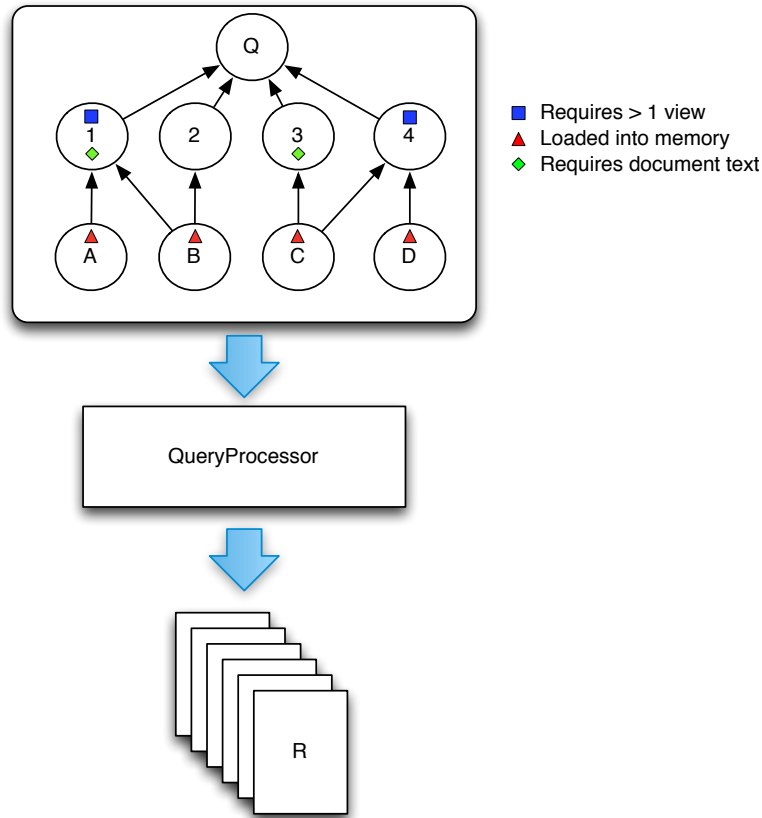 Q
1 2 3 4
A B C D
Requires > 1 view
Loaded into memory
Requires document text
QueryProcessor
R